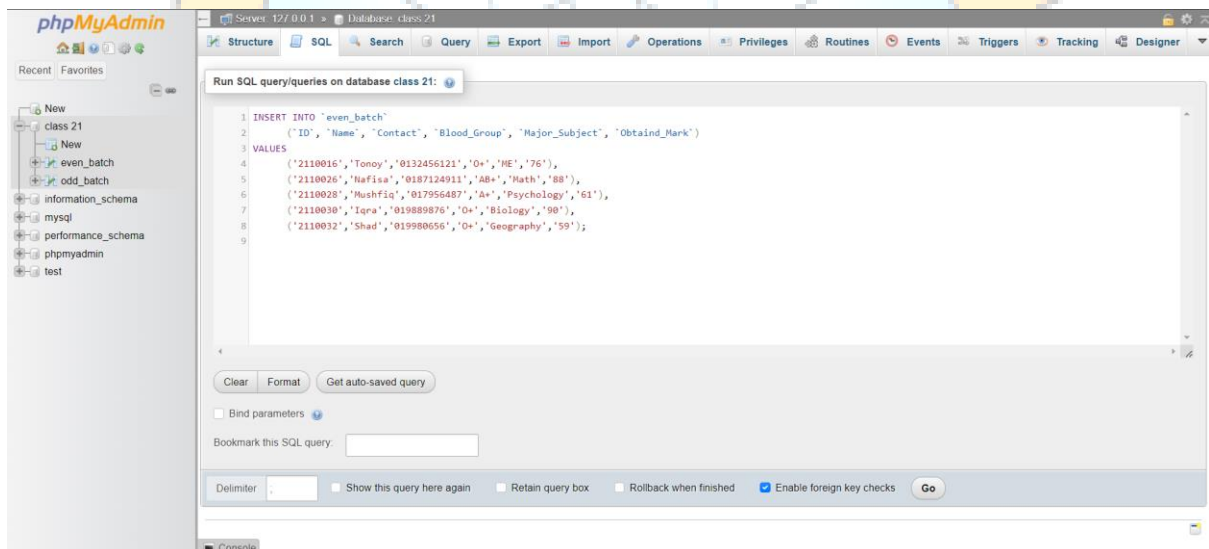 phpMyAdmin
Recent Favorites
New
class 21
New
even_batch
odd_batch
information_schema
mysql
performance_schema
phpmyadmin
test
Server: 127.0.0.1 » Database: class 21
Structure SQL Search Query Export Import Operations Privileges Routines Events Triggers Tracking Designer
Run SQL query/queries on database class 21:
1 INSERT INTO `even_batch`
2 (`ID`, `Name`, `Contact`, `Blood_Group`, `Major_Subject`, `Obtaind_Mark`)
3 VALUES
4 ('2110016','Tonoy','0132456121','O+','ME','76'),
5 ('2110026','Nafisa','0187124911','AB+','Math','88'),
6 ('2110028','Mushfiq','017956487','A+','Psychology','61'),
7 ('2110030','Iqra','019889876','O+','Biology','90'),
8 ('2110032','Shad','019980656','O+','Geography','59');
9
Clear Format Get auto-saved query
Bind parameters
Bookmark this SQL query:
Delimiter ; Show this query here again Retain query box Rollback when finished Enable foreign key checks Go
Console